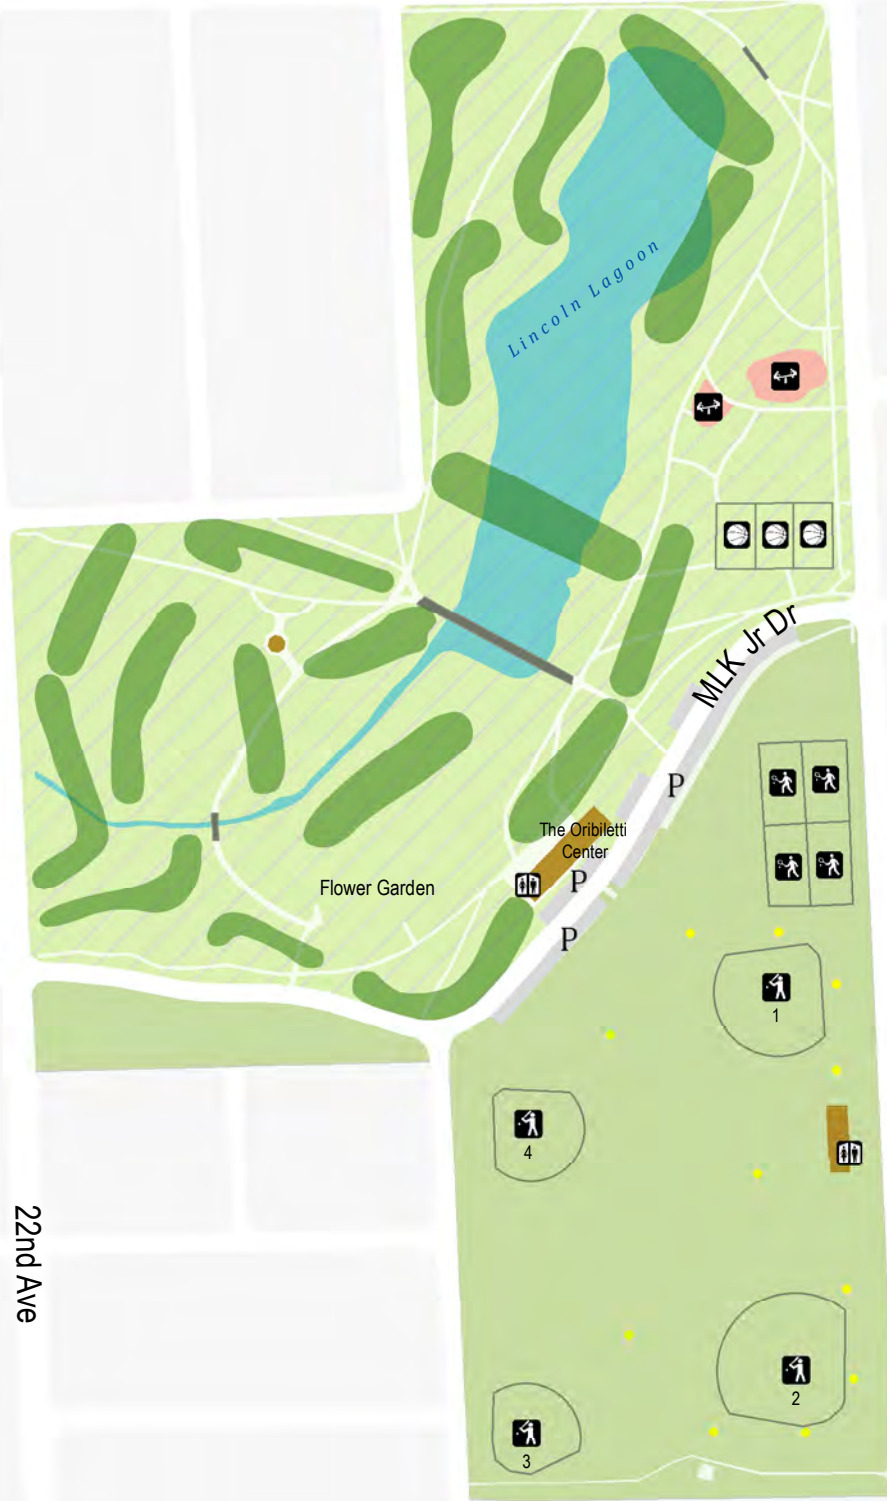 Lincoln Lagoon
MLK Jr Dr
P
The Oribiletti
Center
P
Flower Garden
P
1
4
22nd Ave
2
3